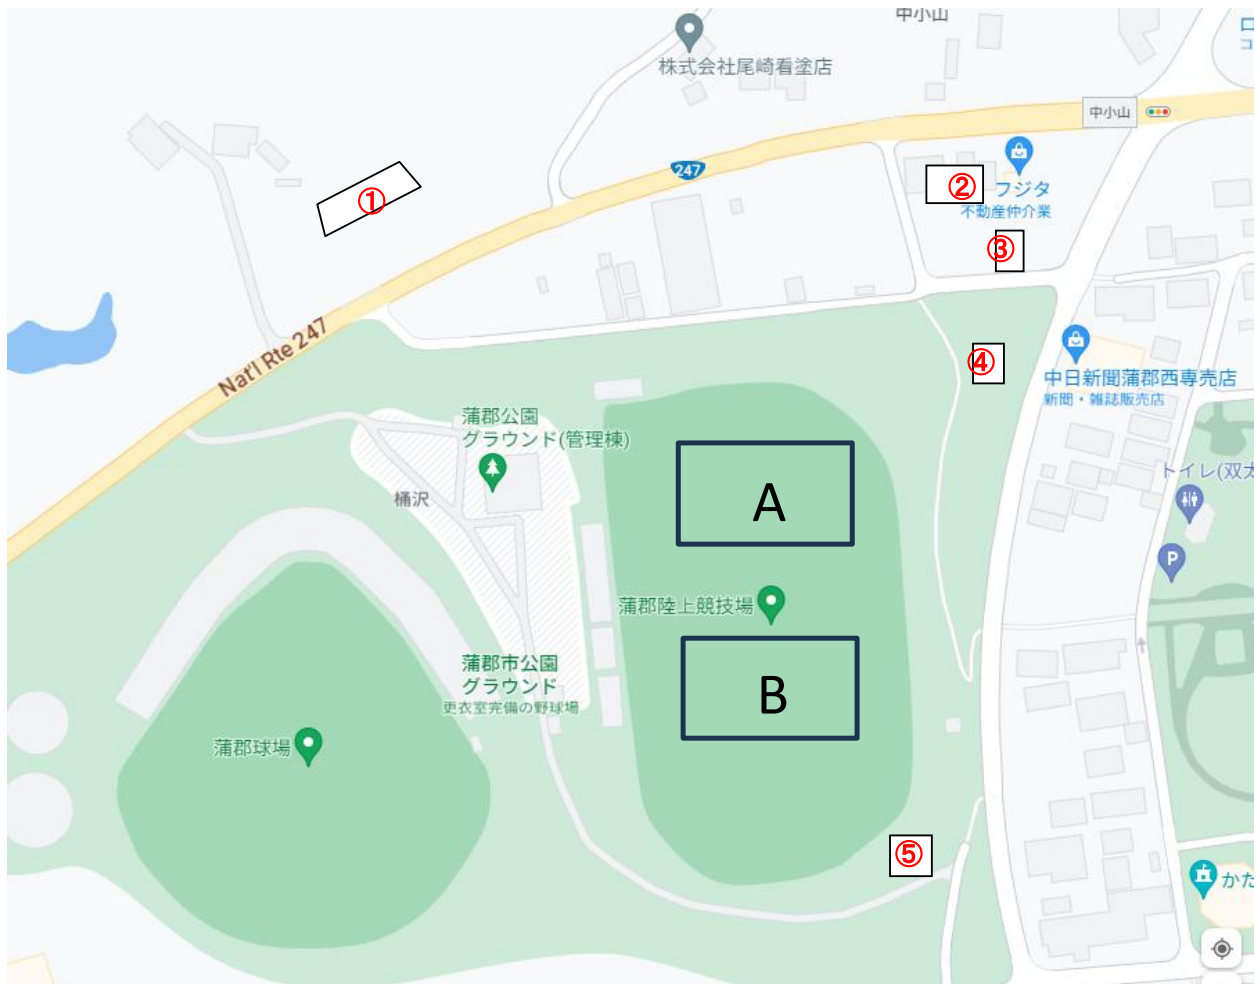 中小山
ロ
コ
株式会社尾崎看塗店
中小山
247
①
②
フジタ
不動産仲介業
③
Nat'l Rte 247
④
中日新聞蒲郡西専売店
新聞・雑誌販売店
蒲郡公園
グラウンド(管理棟)
A
トイレ(双太
桶沢
P
蒲郡陸上競技場
蒲郡市公園
グラウンド
更衣室完備の野球場
B
蒲郡球場
⑤
かた